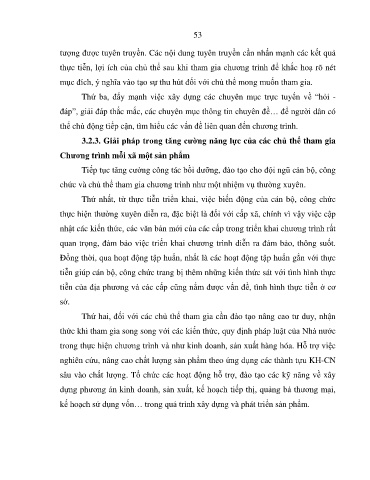 53
tượng được tuyên truyền. Các nội dung tuyên truyền cần nhấn mạnh các kết quả
thực tiễn, lợi ích của chủ thể sau khi tham gia chương trình để khắc hoạ rõ nét
mục đích, ý nghĩa vào tạo sự thu hút đối với chủ thể mong muốn tham gia.
Thứ ba, đẩy mạnh việc xây dựng các chuyên mục trực tuyến về “hỏi -
đáp”, giải đáp thắc mắc, các chuyên mục thông tin chuyên đề… để người dân có
thể chủ động tiếp cận, tìm hiểu các vấn đề liên quan đến chương trình.
3.2.3. Giải pháp trong tăng cường năng lực của các chủ thể tham gia
Chương trình mỗi xã một sản phẩm
Tiếp tục tăng cường công tác bồi dưỡng, đào tạo cho đội ngũ cán bộ, công
chức và chủ thể tham gia chương trình như một nhiệm vụ thường xuyên.
Thứ nhất, từ thực tiễn triển khai, việc biến động của cán bộ, công chức
thực hiện thường xuyên diễn ra, đặc biệt là đối với cấp xã, chính vì vậy việc cập
nhật các kiến thức, các văn bản mới của các cấp trong triển khai chương trình rất
quan trọng, đảm bảo việc triển khai chương trình diễn ra đảm bảo, thông suốt.
Đồng thời, qua hoạt động tập huấn, nhất là các hoạt động tập huấn gắn với thực
tiễn giúp cán bộ, công chức trang bị thêm những kiến thức sát với tình hình thực
tiễn của địa phương và các cấp cũng nắm được vấn đề, tình hình thực tiễn ở cơ
sở.
Thứ hai, đối với các chủ thể tham gia cần đào tạo nâng cao tư duy, nhận
thức khi tham gia song song với các kiến thức, quy định pháp luật của Nhà nước
trong thực hiện chương trình và như kinh doanh, sản xuất hàng hóa. Hỗ trợ việc
nghiên cứu, nâng cao chất lượng sản phẩm theo ứng dụng các thành tựu KH-CN
sâu vào chất lượng. Tổ chức các hoạt động hỗ trợ, đào tạo các kỹ năng về xây
dựng phương án kinh doanh, sản xuất, kế hoạch tiếp thị, quảng bá thương mại,
kế hoạch sử dụng vốn… trong quá trình xây dựng và phát triển sản phẩm.